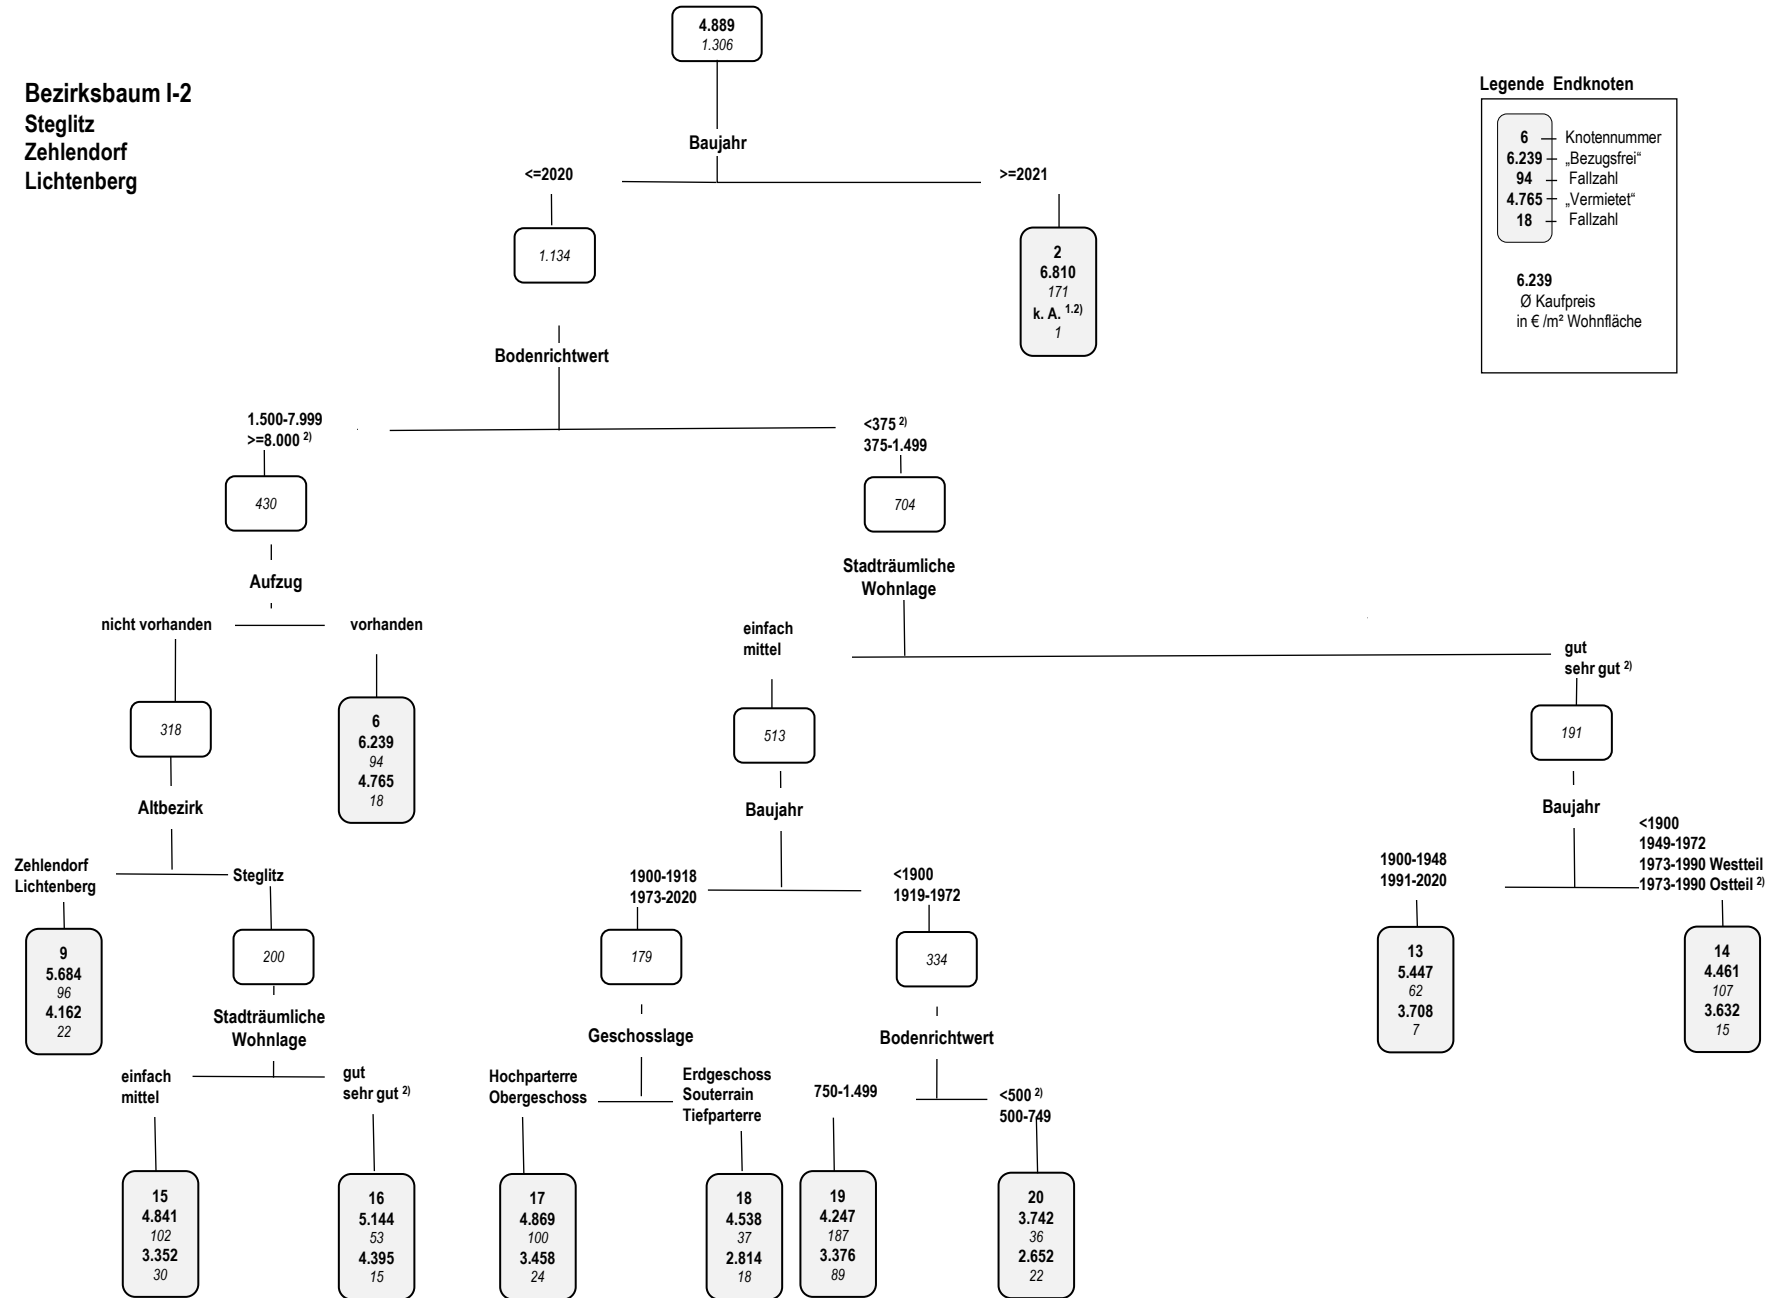 4.889
1.306
Bezirksbaum I-2
Steglitz
Zehlendorf
Lichtenberg
Legende Endknoten
6 Knotennummer
6.239 „Bezugsfrei“
94 Fallzahl
4.765 „Vermietet“
18 Fallzahl
6.239
Ø Kaufpreis
in € /m² Wohnfläche
Baujahr
<=2020
>=2021
1.134
2
6.810
171
k. A. 1.2)
1
Bodenrichtwert
1.500-7.999
>=8.000 2)
<375 2)
375-1.499
430
704
Aufzug
Stadträumliche
Wohnlage
nicht vorhanden
vorhanden
einfach
mittel
gut
sehr gut 2)
318
6
6.239
94
4.765
18
513
191
Altbezirk
Baujahr
Baujahr
Zehlendorf
Lichtenberg
Steglitz
1900-1918
1973-2020
<1900
1919-1972
1900-1948
1991-2020
<1900
1949-1972
1973-1990 Westteil
1973-1990 Ostteil 2)
9
5.684
96
4.162
22
200
179
334
13
5.447
62
3.708
7
14
4.461
107
3.632
15
Stadträumliche
Wohnlage
Geschosslage
Bodenrichtwert
einfach
mittel
gut
sehr gut 2)
Hochparterre
Obergeschoss
Erdgeschoss
Souterrain
Tiefparterre
750-1.499
<500 2)
500-749
15
4.841
102
3.352
30
16
5.144
53
4.395
15
17
4.869
100
3.458
24
18
4.538
37
2.814
18
19
4.247
187
3.376
89
20
3.742
36
2.652
22